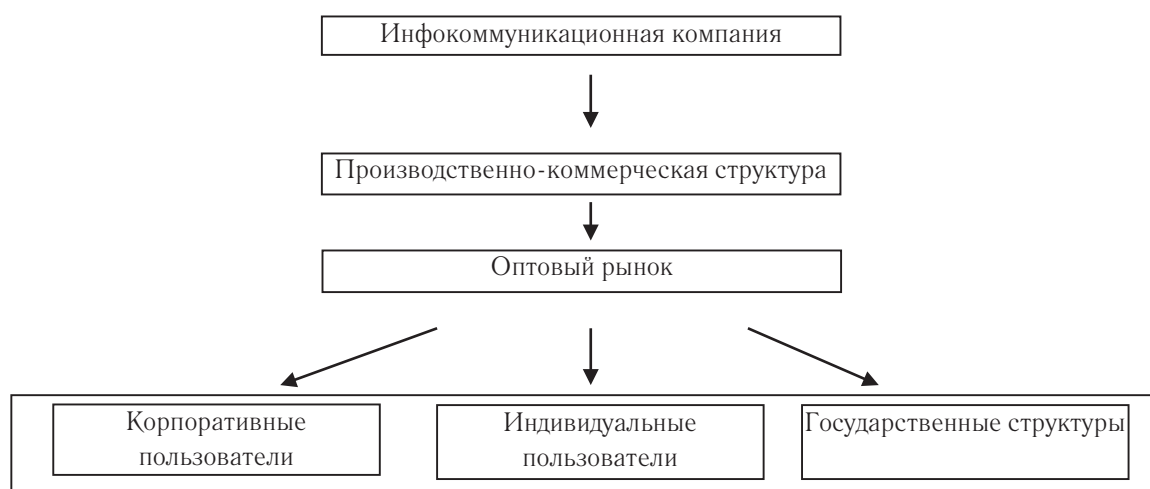 Инфокоммуникационная компания
Производственно-коммерческая структура
Оптовый рынок
Корпоративные
пользователи
Индивидуальные
пользователи
Государственные структуры